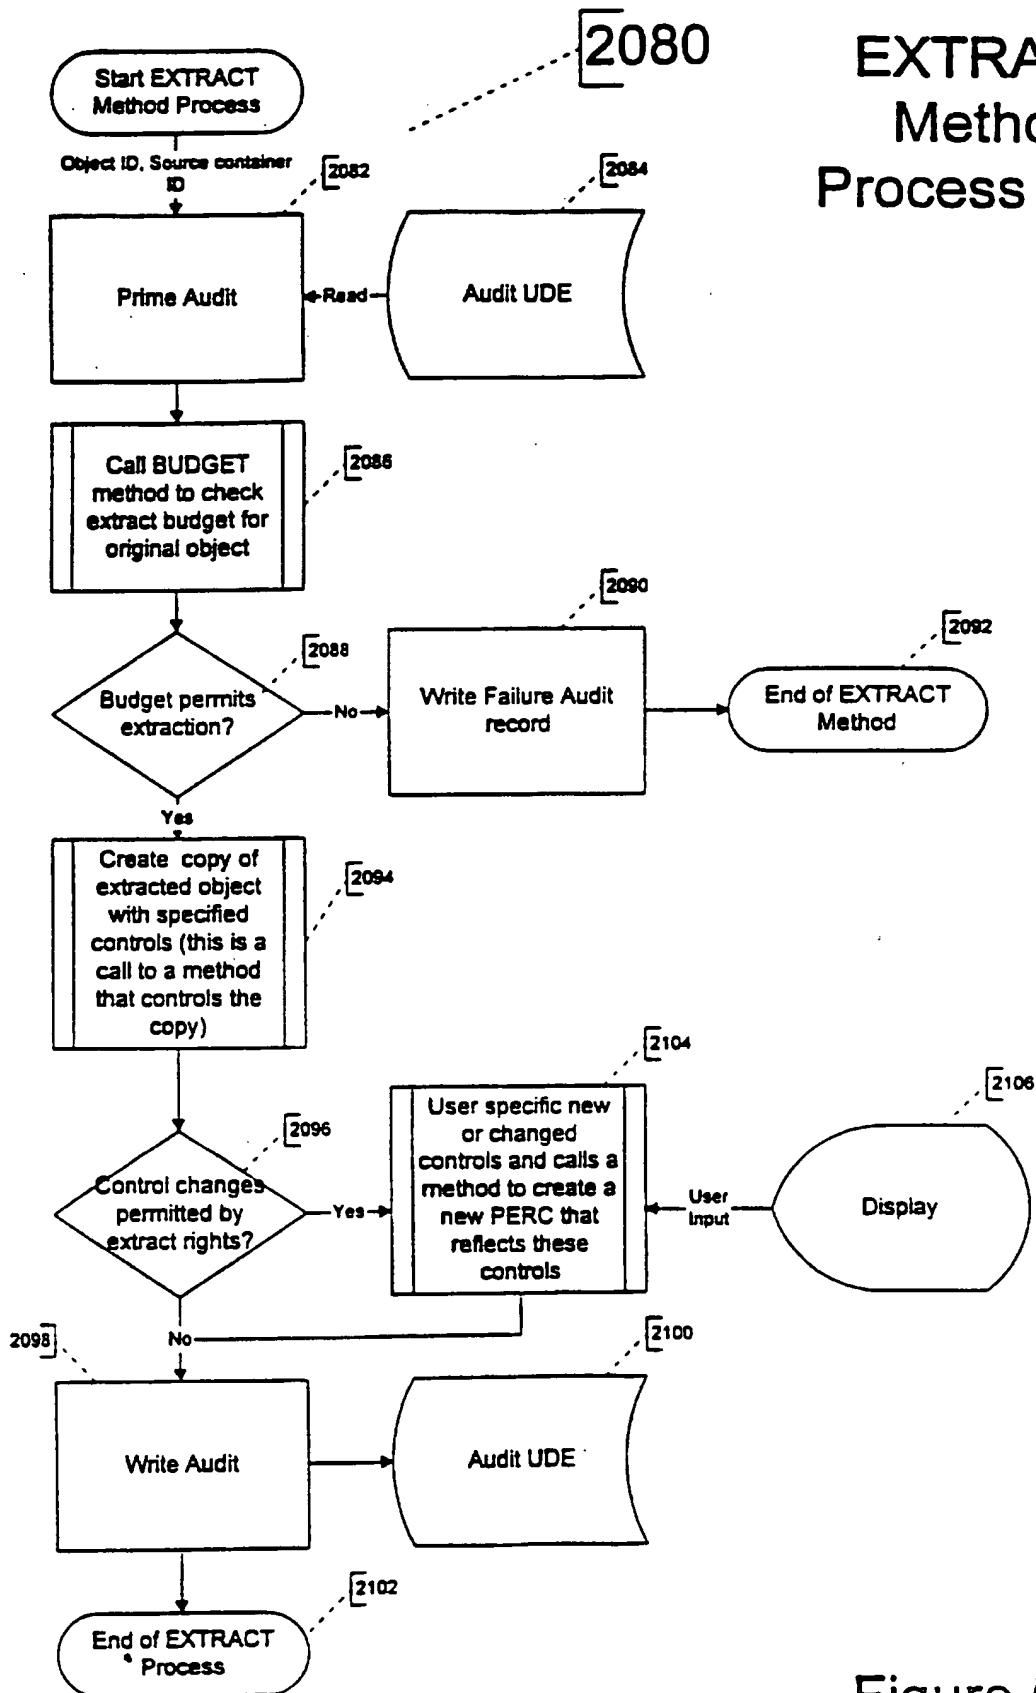 2080
EXTRA
Metho
Process
Start EXTRACT
Method Process
Object ID, Source container
ID
2082
2084
Prime Audit
Read
Audit UDE
Call BUDGET
method to check
extract budget for
original object
2086
2088
Budget permits
extraction?
No
2090
Write Failure Audit
record
2092
End of EXTRACT
Method
Yes
Create copy of
extracted object
with specified
controls (this is a
call to a method
that controls the
copy)
2094
2096
Control changes
permitted by
extract rights?
Yes
2104
User specific new
or changed
controls and calls a
method to create a
new PERC that
reflects these
controls
User
Input
2106
Display
No
2098
2100
Write Audit
Audit UDE
2102
End of EXTRACT
Process
Figure